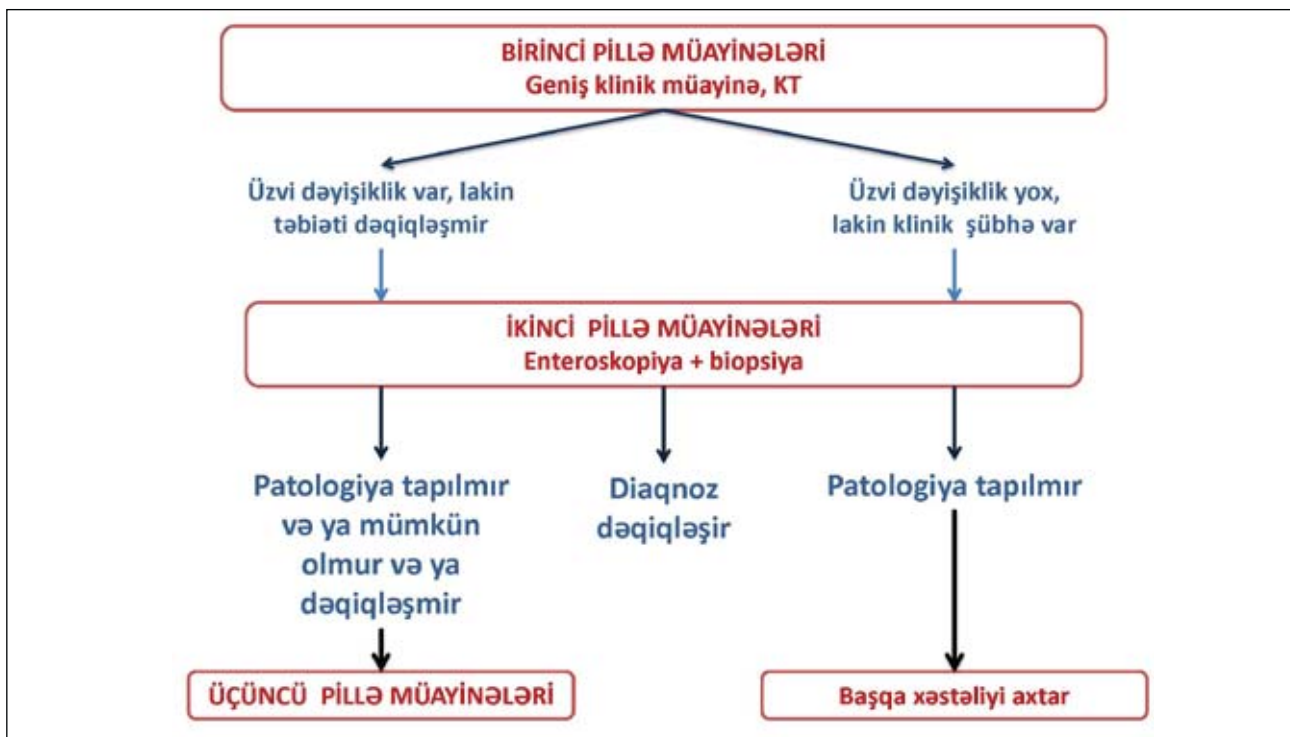 BİRİNCİ PİLLƏ MÜAYİNƏLƏRİ
Geniş klinik müayinə, KT
Üzvi dəyişiklik var, lakin
təbiəti dəqiqləşmir
Üzvi dəyişiklik yox,
lakin klinik şübhə var
İKİNCİ PİLLƏ MÜAYİNƏLƏRİ
Enteroskopiya + biopsiya
Patologiya tapılmır
və ya mümkün
olmur və ya
dəqiqləşmir
Diaqnoz
dəqiqləşir
Patologiya tapılmır
ÜÇÜNCÜ PİLLƏ MÜAYİNƏLƏRİ
Başqa xəstəliyi axtar